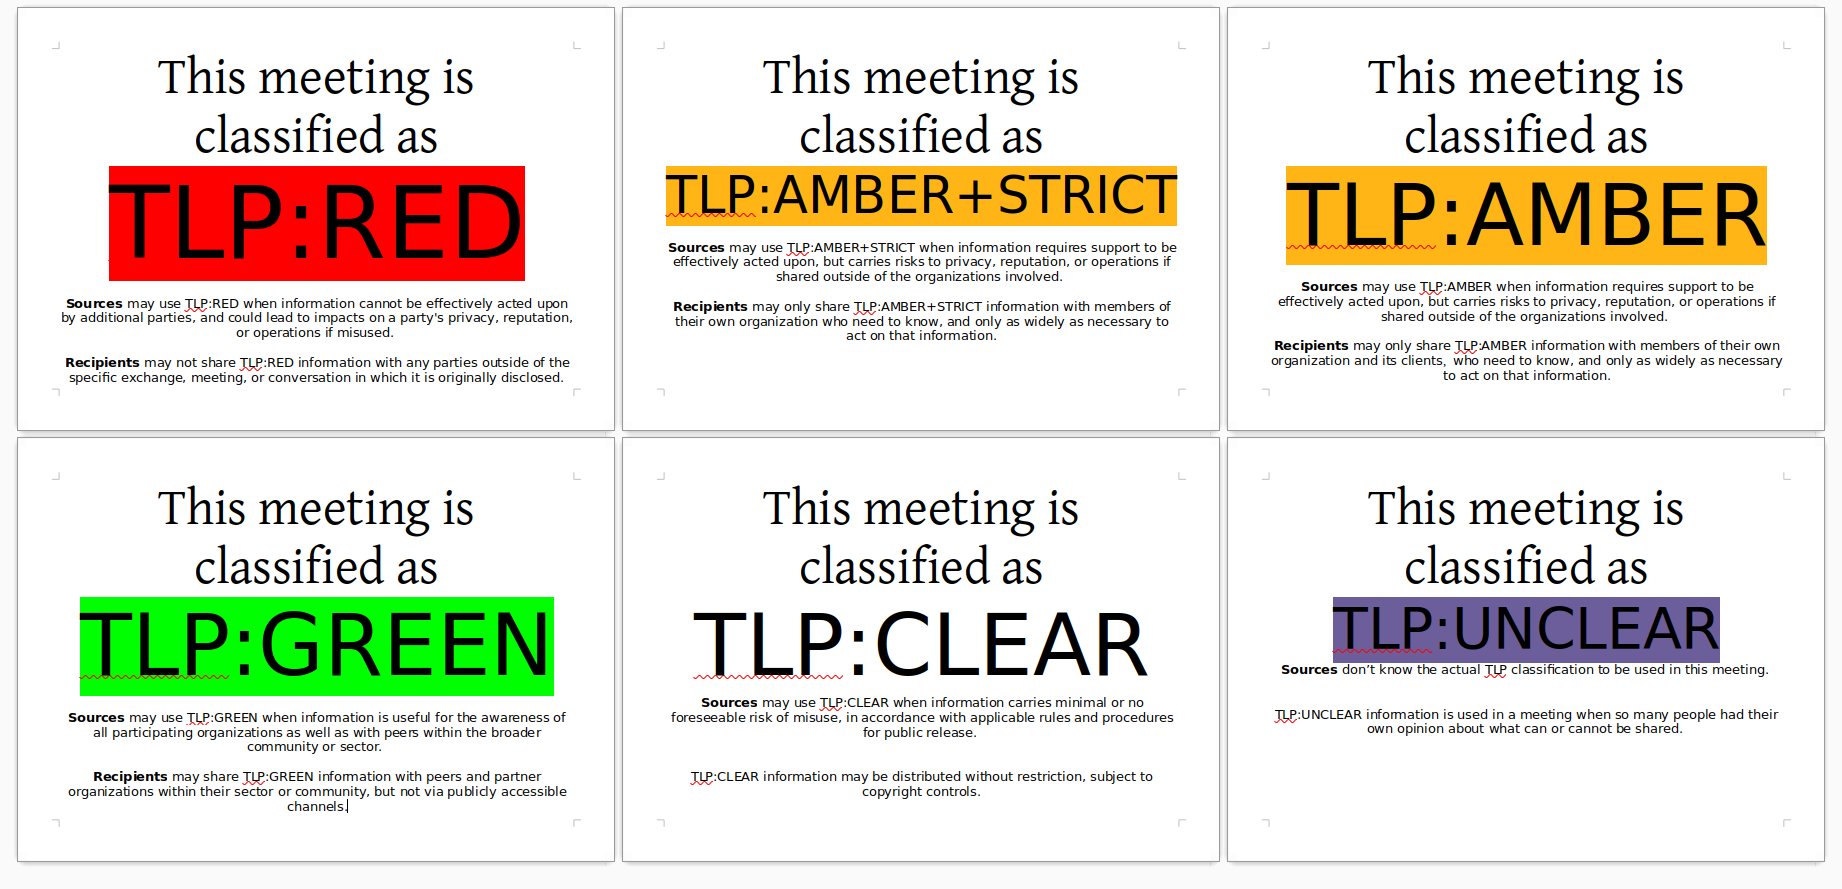 This meeting is
classified as
TLP:RED
Sources may use TLP:RED when information cannot be effectively acted upon
by additional parties, and could lead to impacts on a party's privacy, reputation,
or operations if misused.
Recipients may not share TLP:RED information with any parties outside of the
specific exchange, meeting, or conversation in which it is originally disclosed.
This meeting is
classified as
TLP:AMBER+STRICT
Sources may use TLP:AMBER+STRICT when information requires support to be
effectively acted upon, but carries risks to privacy, reputation, or operations if
shared outside of the organizations involved.
Recipients may only share TLP:AMBER+STRICT information with members of
their own organization who need to know, and only as widely as necessary to
act on that information.
This meeting is
classified as
TLP:AMBER
Sources may use TLP:AMBER when information requires support to be
effectively acted upon, but carries risks to privacy, reputation, or operations if
shared outside of the organizations involved.
Recipients may only share TLP:AMBER information with members of their own
organization and its clients, who need to know, and only as widely as necessary
to act on that information.
This meeting is
classified as
TLP:GREEN
Sources may use TLP:GREEN when information is useful for the awareness of
all participating organizations as well as with peers within the broader
community or sector.
Recipients may share TLP:GREEN information with peers and partner
organizations within their sector or community, but not via publicly accessible
channels.
This meeting is
classified as
TLP:CLEAR
Sources may use TLP:CLEAR when information carries minimal or no
foreseeable risk of misuse, in accordance with applicable rules and procedures
for public release.
TLP:CLEAR information may be distributed without restriction, subject to
copyright controls.
This meeting is
classified as
TLP:UNCLEAR
Sources don’t know the actual TLP classification to be used in this meeting.
TLP:UNCLEAR information is used in a meeting when so many people had their
own opinion about what can or cannot be shared.